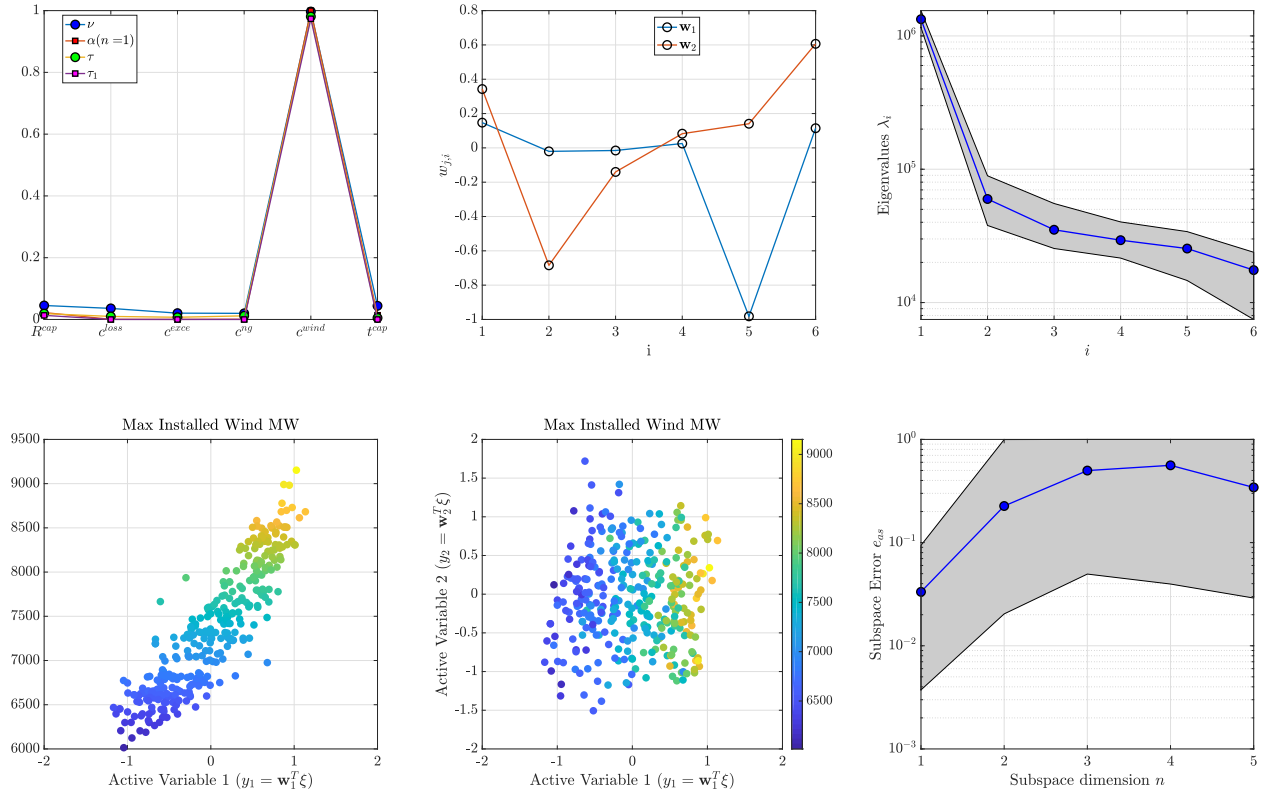 1
0.8
0.6
0.4
0.2
0
ν
α(n =1)
τ
τ₁
R^{cap} c^{loss} c^{exce} c^{ng} c^{wind} t^{cap}
0.8
0.6
0.4
0.2
0
-0.2
-0.4
-0.6
-0.8
-1
w_{j,i}
w₁
w₂
1 2 3 4 5 6
i
10⁶
10⁵
10⁴
Eigenvalues λ_i
1 2 3 4 5 6
i
Max Installed Wind MW
9500
9000
8500
8000
7500
7000
6500
6000
-2 -1 0 1 2
Active Variable 1 (y₁ = w₁ᵀξ)
Max Installed Wind MW
2
1.5
1
0.5
0
-0.5
-1
-1.5
-2
Active Variable 2 (y₂ = w₂ᵀξ)
-2 -1 0 1 2
Active Variable 1 (y₁ = w₁ᵀξ)
9000
8500
8000
7500
7000
6500
10⁰
10⁻¹
10⁻²
10⁻³
Subspace Error e_{as}
1 2 3 4 5
Subspace dimension n